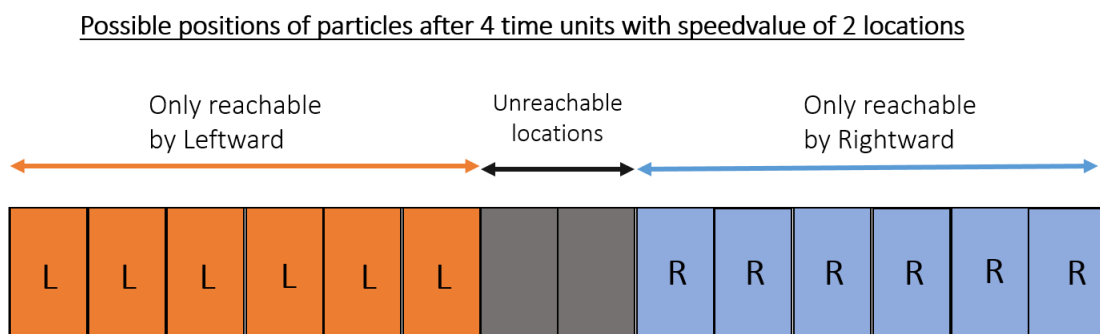 Possible positions of particles after 4 time units with speedvalue of 2 locations
Only reachable
by Leftward
Unreachable
locations
Only reachable
by Rightward
L L L L L L R R R R R R